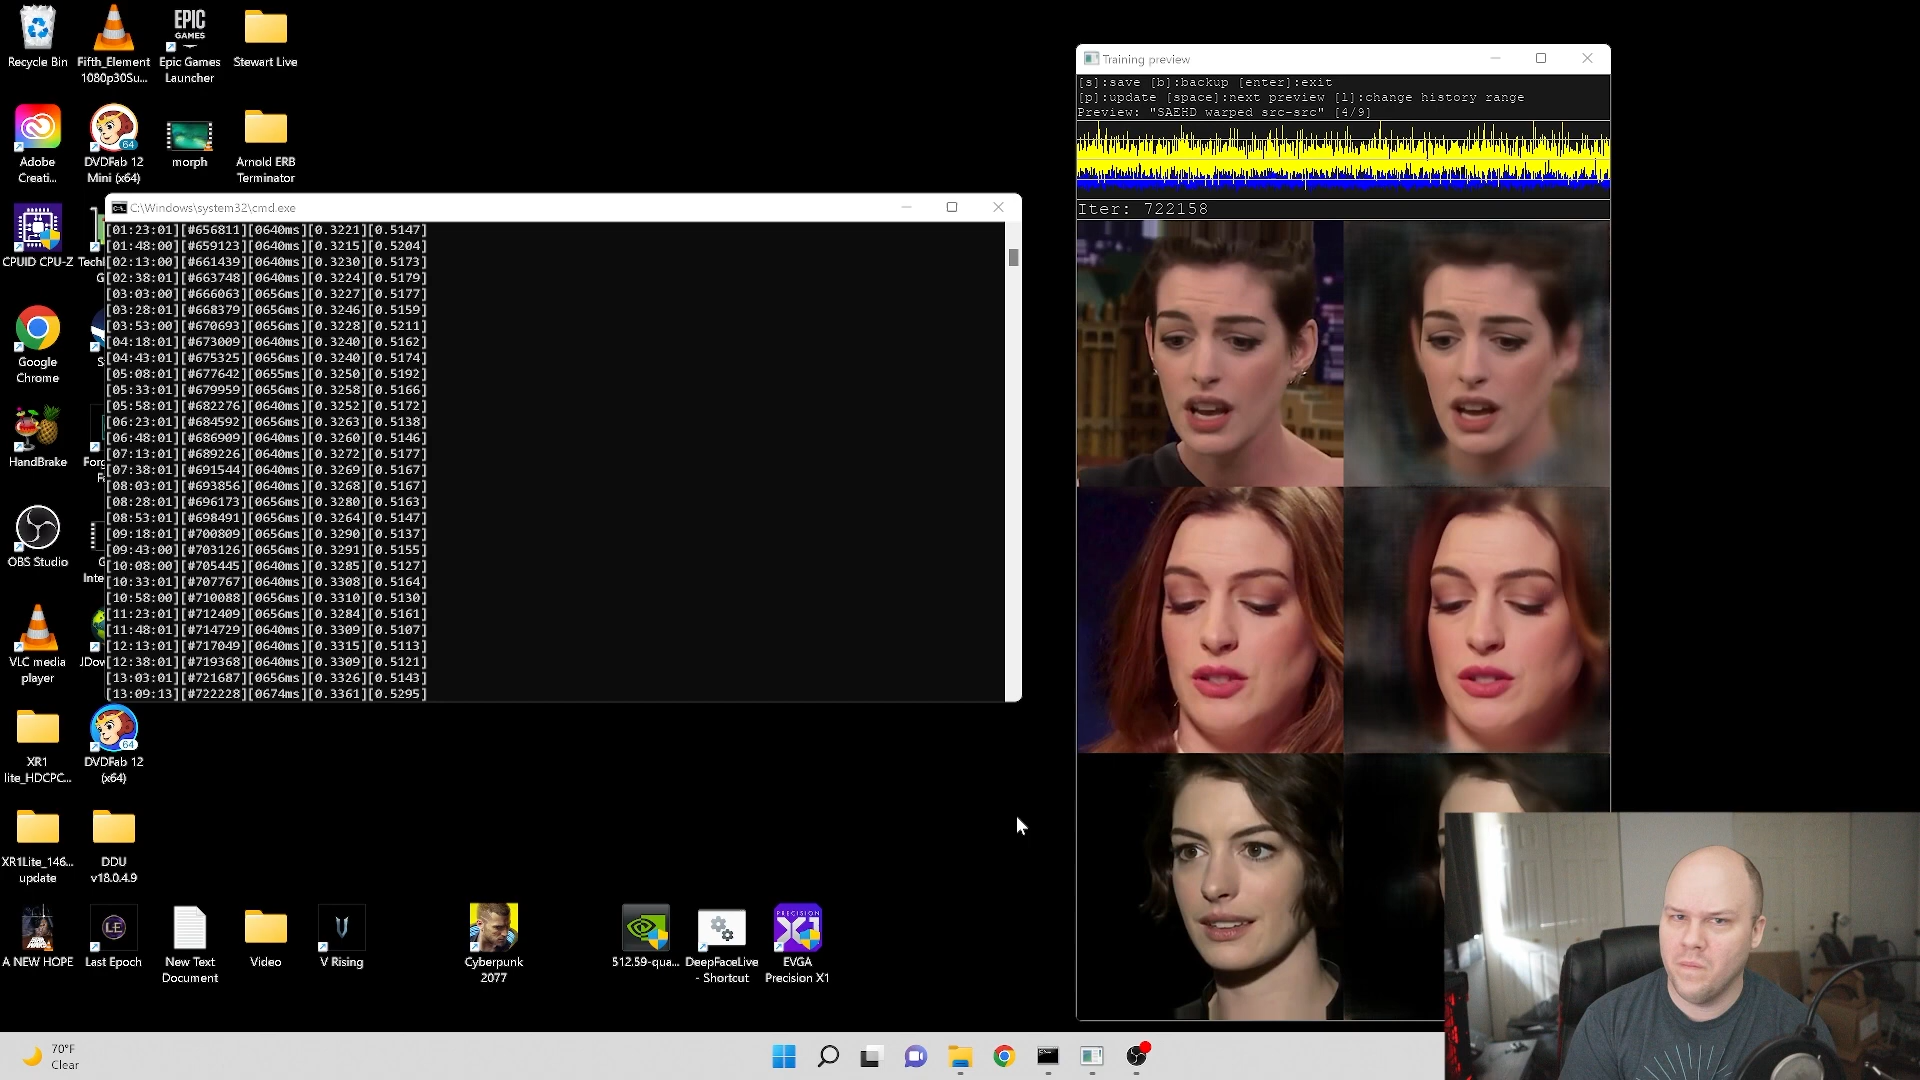 Recycle Bin
Fifth_Element
1080p30Su...
EPIC
GAMES
Epic Games
Launcher
Stewart Live
Adobe
Creati...
64
DVDFab 12
Mini (x64)
morph
Arnold ERB
Terminator
CPUID CPU-Z
Tech
G
Google
Chrome
S
HandBrake
Forg
Fe
OBS Studio
G
Inte
VLC media
player
JDow
XR1
lite_HDCPC...
64
DVDFab 12
(x64)
XR1Lite_146...
update
DDU
v18.0.4.9
A NEW HOPE
LE
Last Epoch
New Text
Document
Video
V Rising
Cyberpunk
2077
512.59-qua...
DeepFaceLive
- Shortcut
PRECISION
X1
EVGA
Precision X1
C:\Windows\system32\cmd.exe
[01:23:01][#656811][0640ms][0.3221][0.5147]
[01:48:00][#659123][0640ms][0.3215][0.5204]
[02:13:00][#661439][0640ms][0.3230][0.5173]
[02:38:01][#663748][0640ms][0.3224][0.5179]
[03:03:00][#666063][0656ms][0.3227][0.5177]
[03:28:01][#668379][0656ms][0.3246][0.5159]
[03:53:00][#670693][0656ms][0.3228][0.5211]
[04:18:01][#673009][0640ms][0.3240][0.5162]
[04:43:01][#675325][0656ms][0.3240][0.5174]
[05:08:01][#677642][0655ms][0.3250][0.5192]
[05:33:01][#679959][0656ms][0.3258][0.5166]
[05:58:01][#682276][0640ms][0.3252][0.5172]
[06:23:01][#684592][0656ms][0.3263][0.5138]
[06:48:01][#686909][0640ms][0.3260][0.5146]
[07:13:01][#689226][0640ms][0.3272][0.5177]
[07:38:01][#691544][0640ms][0.3269][0.5167]
[08:03:01][#693856][0640ms][0.3268][0.5167]
[08:28:01][#696173][0656ms][0.3280][0.5163]
[08:53:01][#698491][0656ms][0.3264][0.5147]
[09:18:01][#700809][0656ms][0.3290][0.5137]
[09:43:00][#703126][0656ms][0.3291][0.5155]
[10:08:00][#705445][0640ms][0.3285][0.5127]
[10:33:01][#707767][0640ms][0.3308][0.5164]
[10:58:00][#710088][0656ms][0.3310][0.5130]
[11:23:01][#712409][0656ms][0.3284][0.5161]
[11:48:01][#714729][0640ms][0.3309][0.5107]
[12:13:01][#717049][0640ms][0.3315][0.5113]
[12:38:01][#719368][0640ms][0.3309][0.5121]
[13:03:01][#721687][0656ms][0.3326][0.5143]
[13:09:13][#722228][0674ms][0.3361][0.5295]
Training preview
[s]:save [b]:backup [enter]:exit
[p]:update [space]:next preview [l]:change history range
Preview: "SAEHD warped src-src" [4/9]
Iter: 722158
70°F
Clear